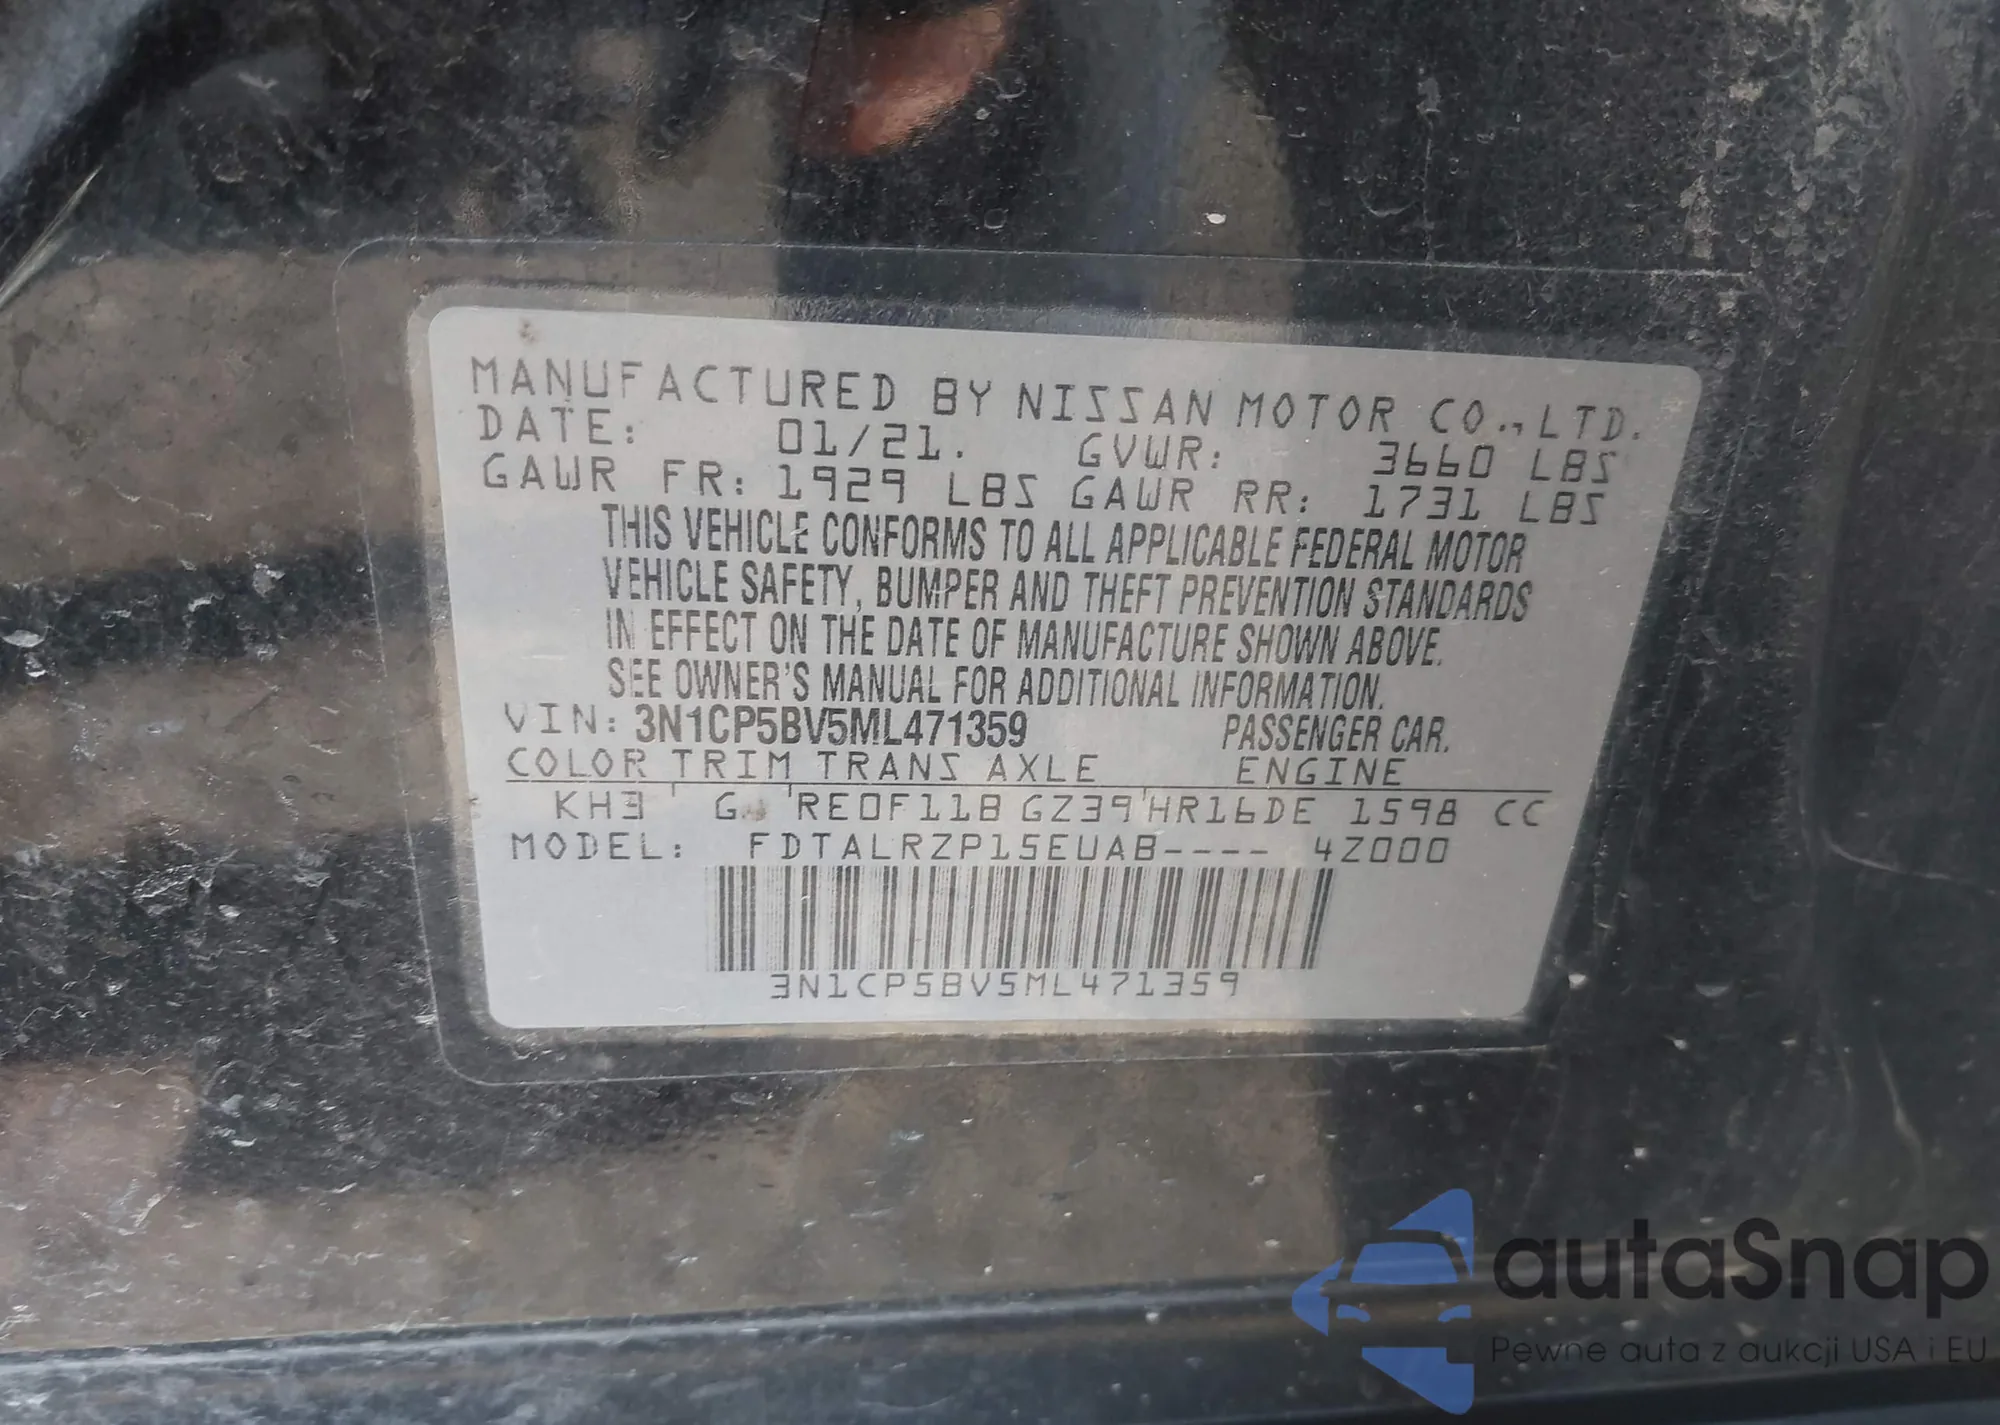 MANUFACTURED BY NISSAN MOTOR CO.,LTD.
DATE: 01/21. GVWR: 3660 LBS
GAWR FR: 1929 LBS GAWR RR: 1731 LBS
THIS VEHICLE CONFORMS TO ALL APPLICABLE FEDERAL MOTOR
VEHICLE SAFETY, BUMPER AND THEFT PREVENTION STANDARDS
IN EFFECT ON THE DATE OF MANUFACTURE SHOWN ABOVE.
SEE OWNER'S MANUAL FOR ADDITIONAL INFORMATION.
VIN: 3N1CP5BV5ML471359 PASSENGER CAR.
COLOR TRIM TRANS AXLE ENGINE
KH3 G RE0F11B GZ39 HR16DE 1598 CC
MODEL: FDTALRZP15EUAB---- 4Z000
3N1CP5BV5ML471359
autaSnap
Pewne auta z aukcji USA i EU